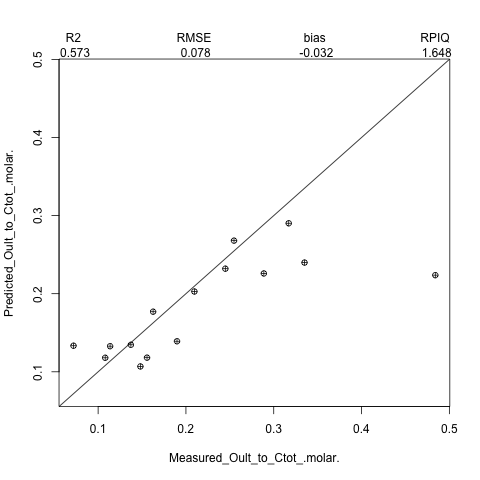 R2 RMSE bias RPIQ
0.573 0.078 -0.032 1.648
0.5
0.4
0.3
0.2
0.1
Predicted_Oult_to_Ctot_.molar.
0.1 0.2 0.3 0.4 0.5
Measured_Oult_to_Ctot_.molar.